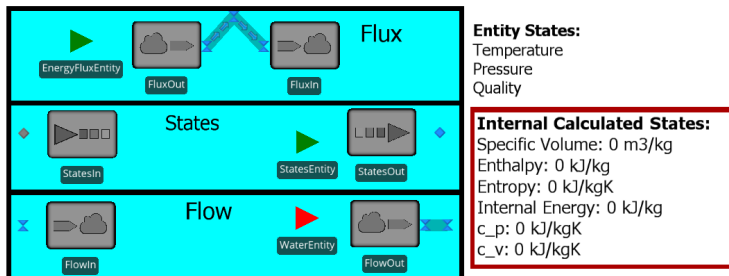 Flux
EnergyFluxEntity
FluxOut
FluxIn
States
StatesIn
StatesEntity
StatesOut
Flow
FlowIn
WaterEntity
FlowOut
Entity States:
Temperature
Pressure
Quality
Internal Calculated States:
Specific Volume: 0 m3/kg
Enthalpy: 0 kJ/kg
Entropy: 0 kJ/kgK
Internal Energy: 0 kJ/kg
c_p: 0 kJ/kgK
c_v: 0 kJ/kgK